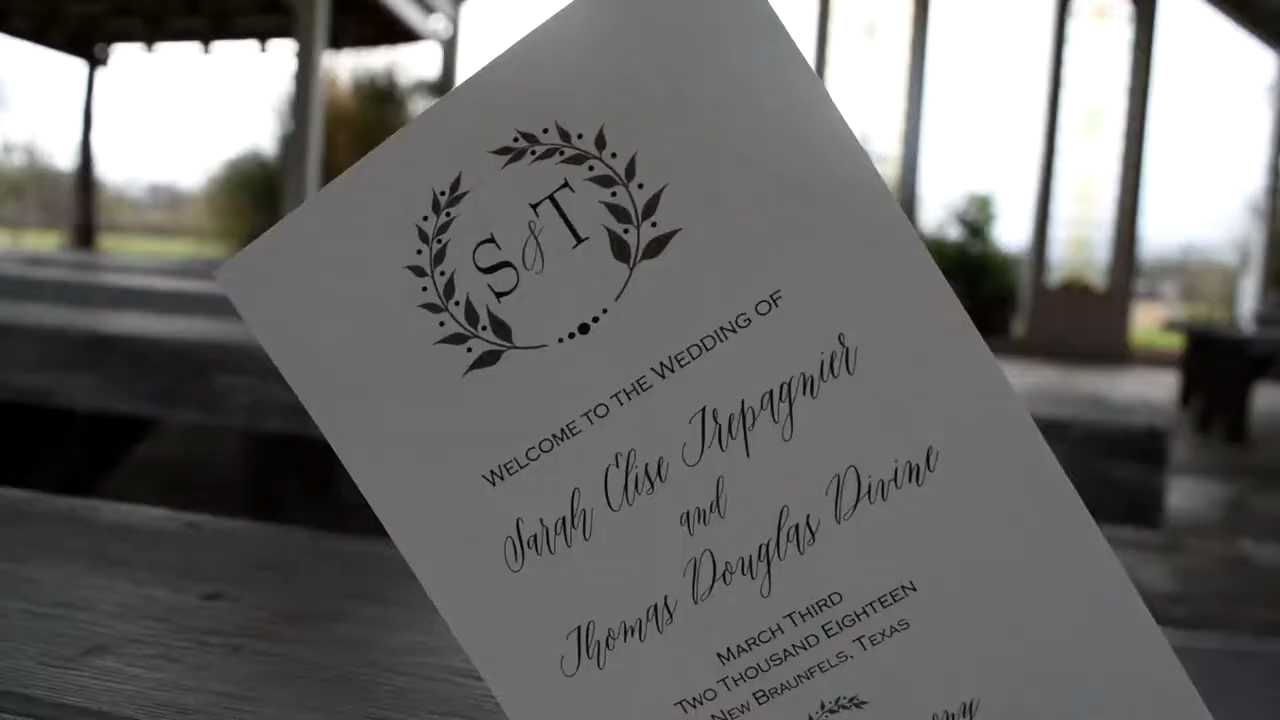 S&T
WELCOME TO THE WEDDING OF
Sarah Elise Trepagnier
and
Thomas Douglas Divine
MARCH THIRD
TWO THOUSAND EIGHTEEN
NEW BRAUNFELS, TEXAS